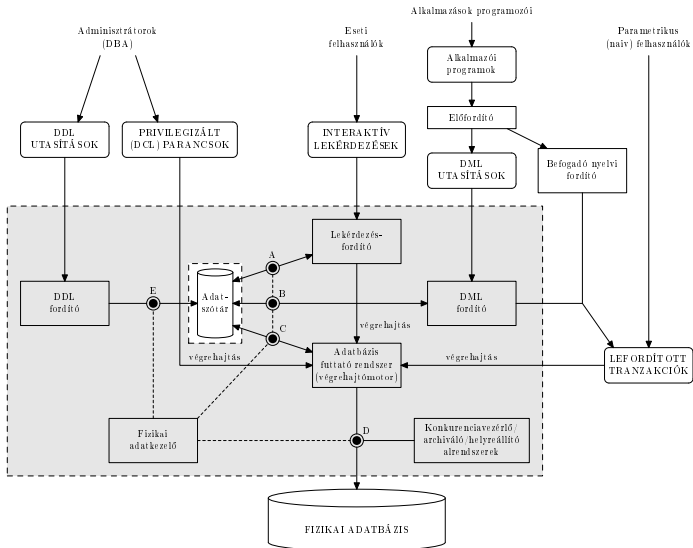 Alkalmazások programozói
Adminisztrátorok
(DBA)
Eseti
felhasználók
Parametrikus
(naiv) felhasználók
Alkalmazói
programok
Előfordító
DDL
UTASÍTÁSOK
PRIVILEGIZÁLT
(DCL) PARANCSOK
INTERAKTÍV
LEKÉRDEZÉSEK
DML
UTASÍTÁSOK
Befogadó nyelvi
fordító
Lekérdezés-
fordító
A
E
B
DDL
fordító
Adat-
szótár
DML
fordító
C
végrehajtás
végrehajtás
Adatbázis
futtató rendszer
(végrehajtómotor)
végrehajtás
LEFORDÍTOTT
TRANZAKCIÓK
Fizikai
adatkezelő
D
Konkurenciavezérlő/
archiváló/helyreállító
alrendszerek
FIZIKAI ADATBÁZIS